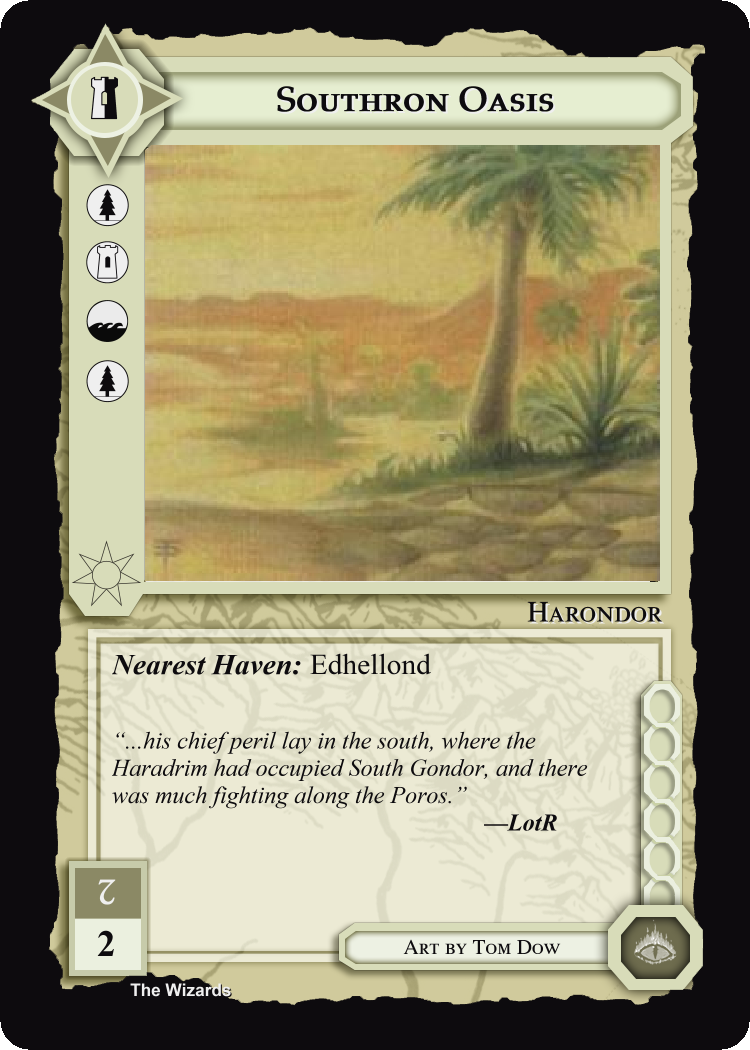 Southron Oasis
Harondor
Nearest Haven: Edhellond
“...his chief peril lay in the south, where the
Haradrim had occupied South Gondor, and there
was much fighting along the Poros.”
—LotR
2
2
Art by Tom Dow
The Wizards